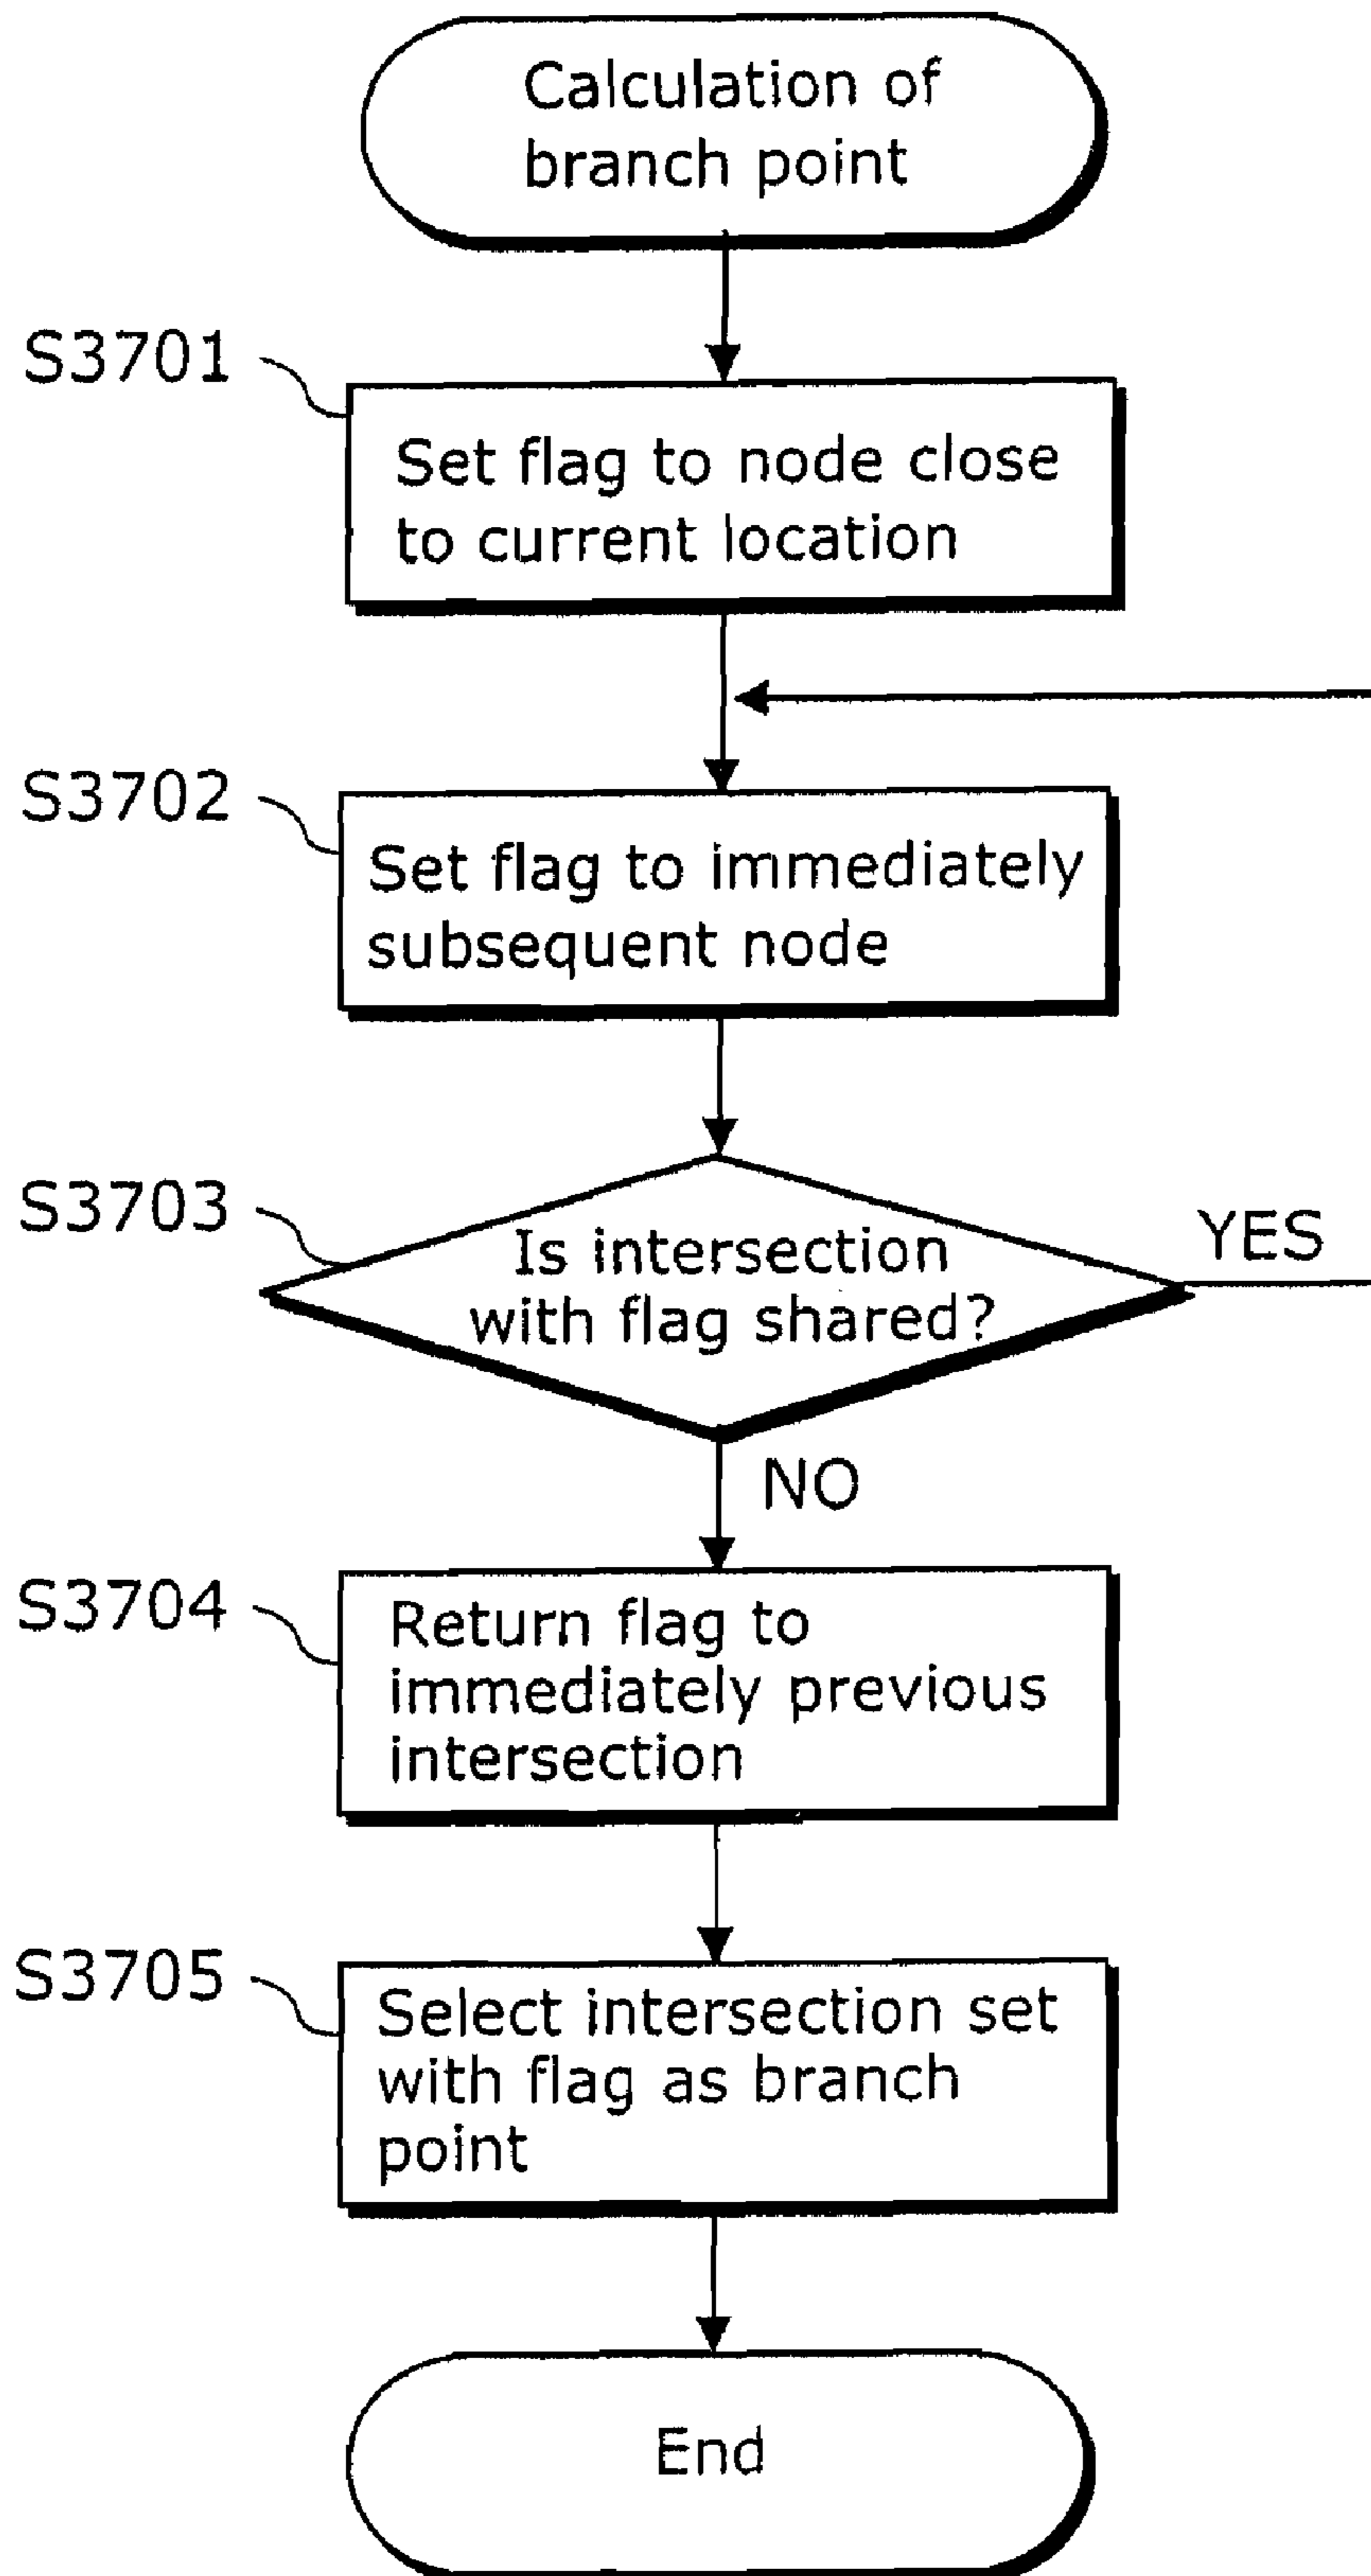 Calculation of
branch point
S3701
Set flag to node close
to current location
S3702
Set flag to immediately
subsequent node
S3703
Is intersection
with flag shared?
YES
NO
S3704
Return flag to
immediately previous
intersection
S3705
Select intersection set
with flag as branch
point
End